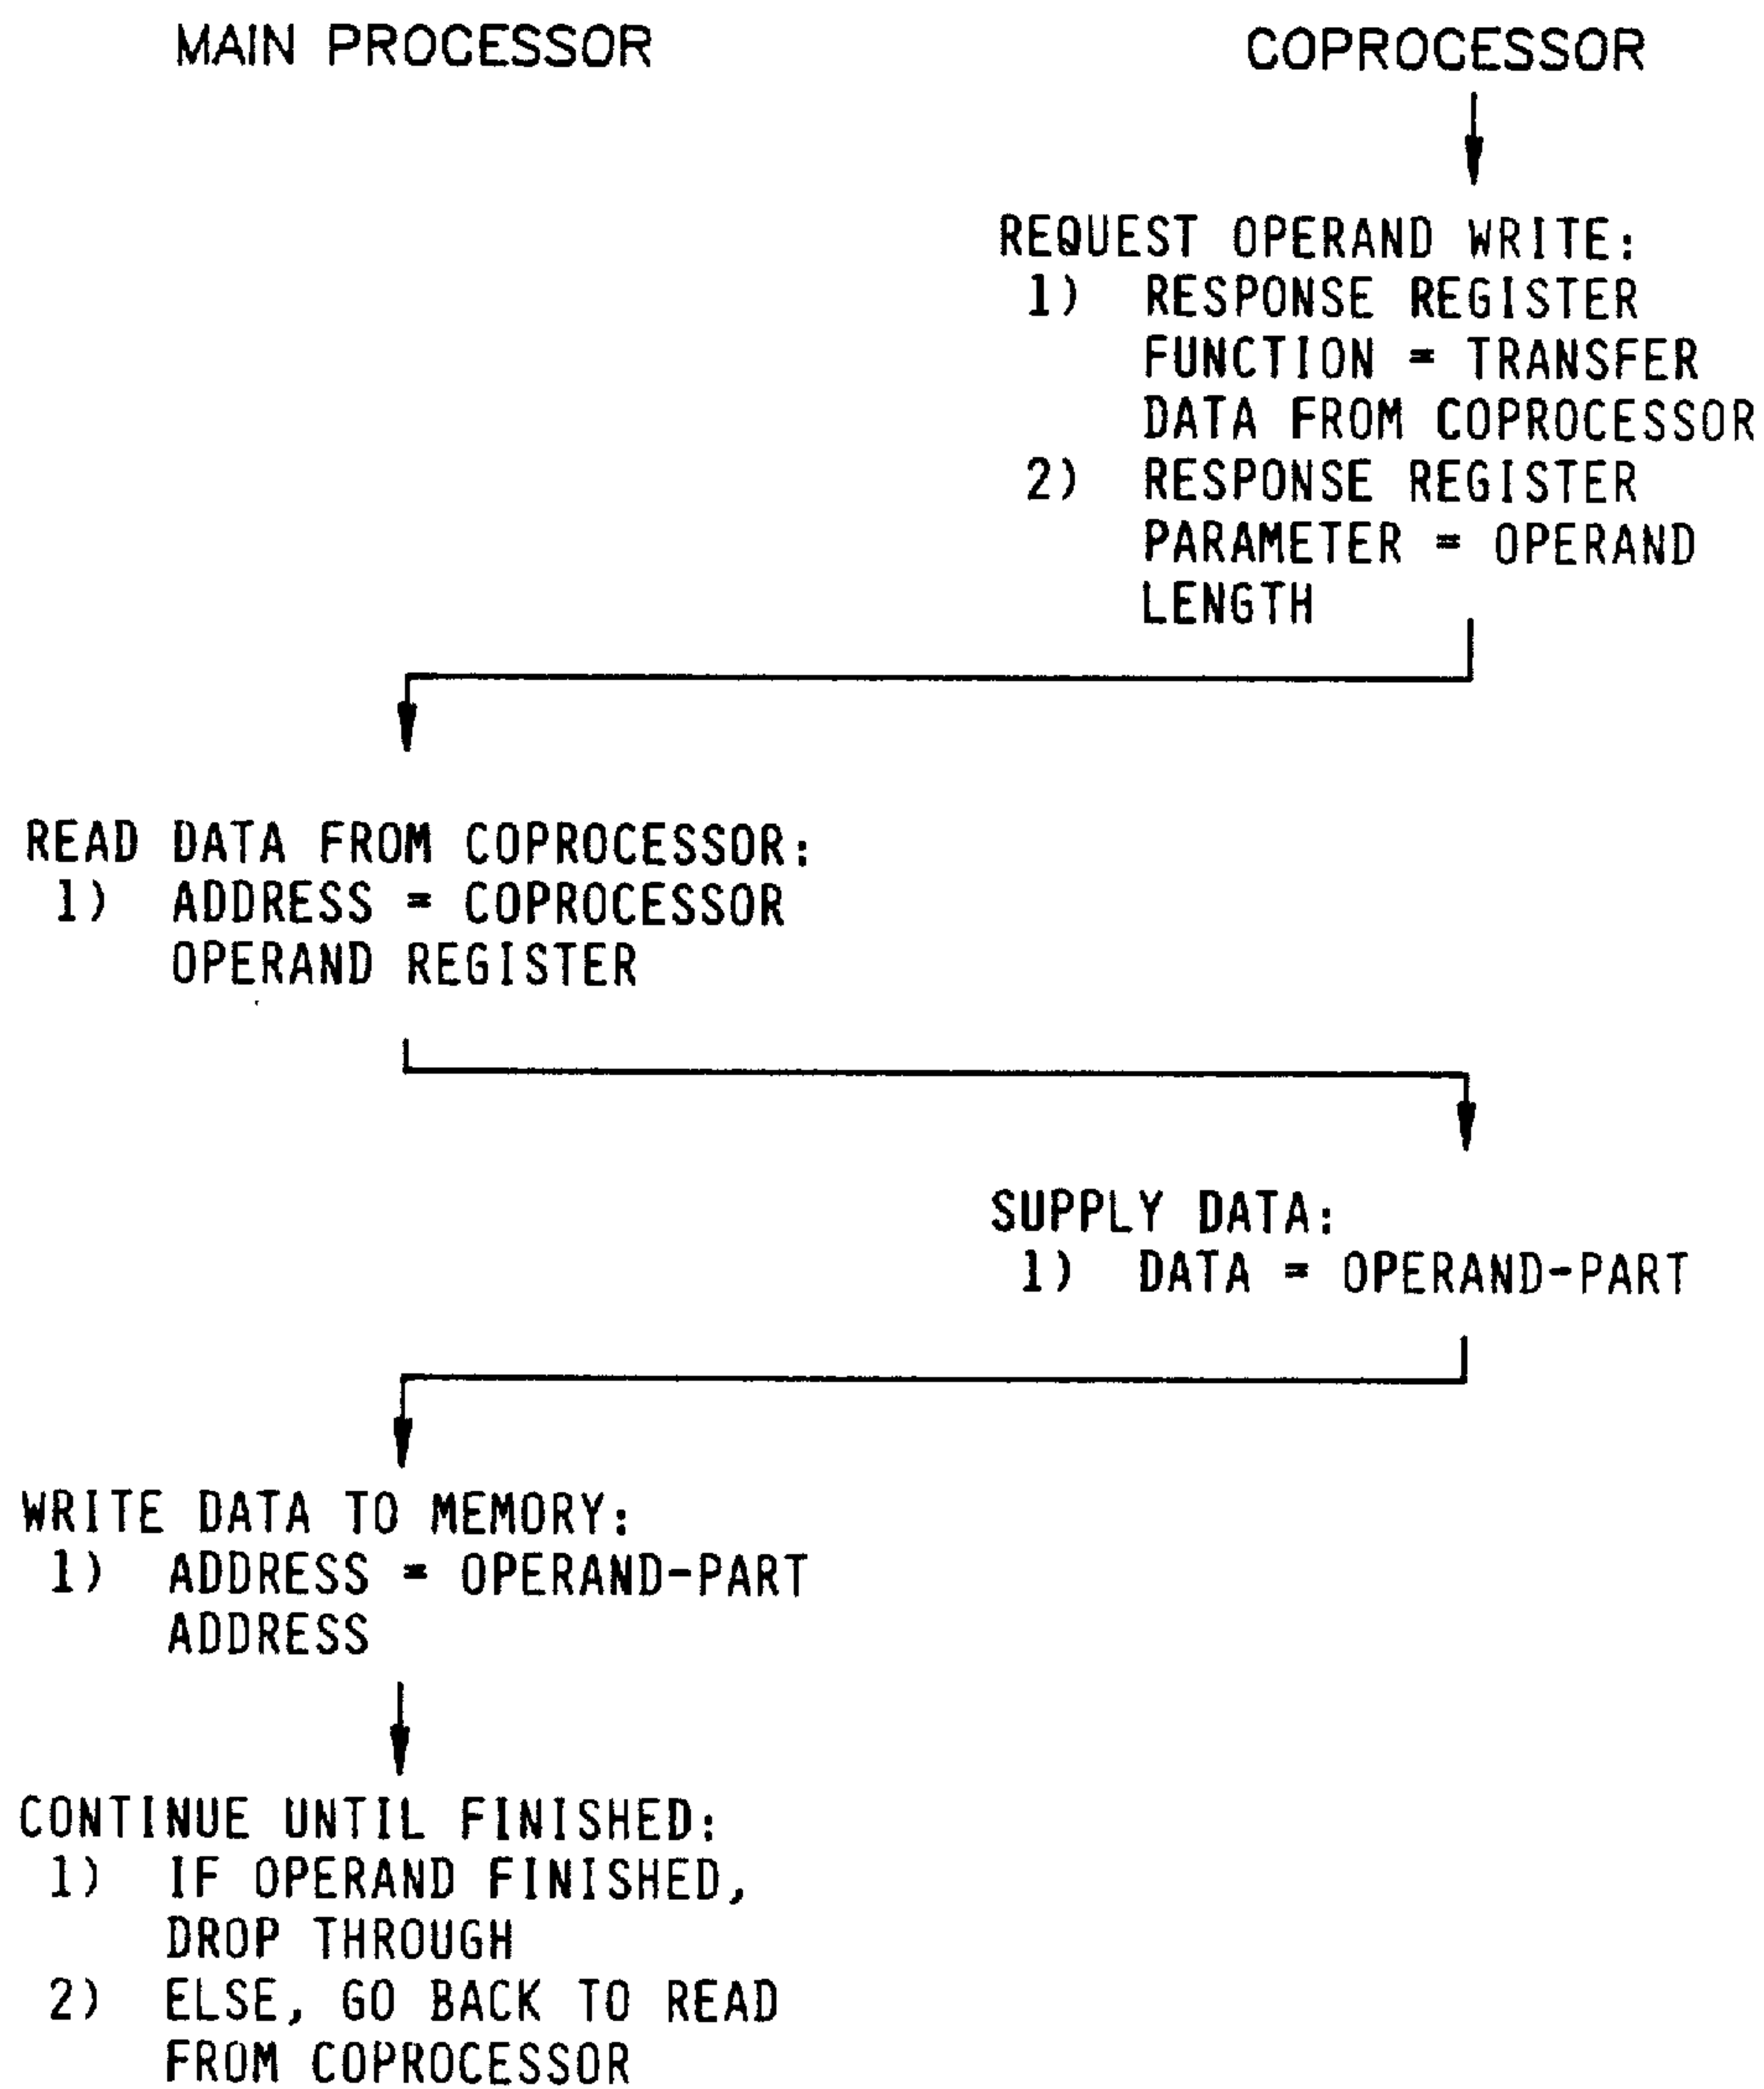 MAIN PROCESSOR
COPROCESSOR
REQUEST OPERAND WRITE:
1) RESPONSE REGISTER
FUNCTION = TRANSFER
DATA FROM COPROCESSOR
2) RESPONSE REGISTER
PARAMETER = OPERAND
LENGTH
READ DATA FROM COPROCESSOR:
1) ADDRESS = COPROCESSOR
OPERAND REGISTER
SUPPLY DATA:
1) DATA = OPERAND-PART
WRITE DATA TO MEMORY:
1) ADDRESS = OPERAND-PART
ADDRESS
CONTINUE UNTIL FINISHED:
1) IF OPERAND FINISHED,
DROP THROUGH
2) ELSE, GO BACK TO READ
FROM COPROCESSOR